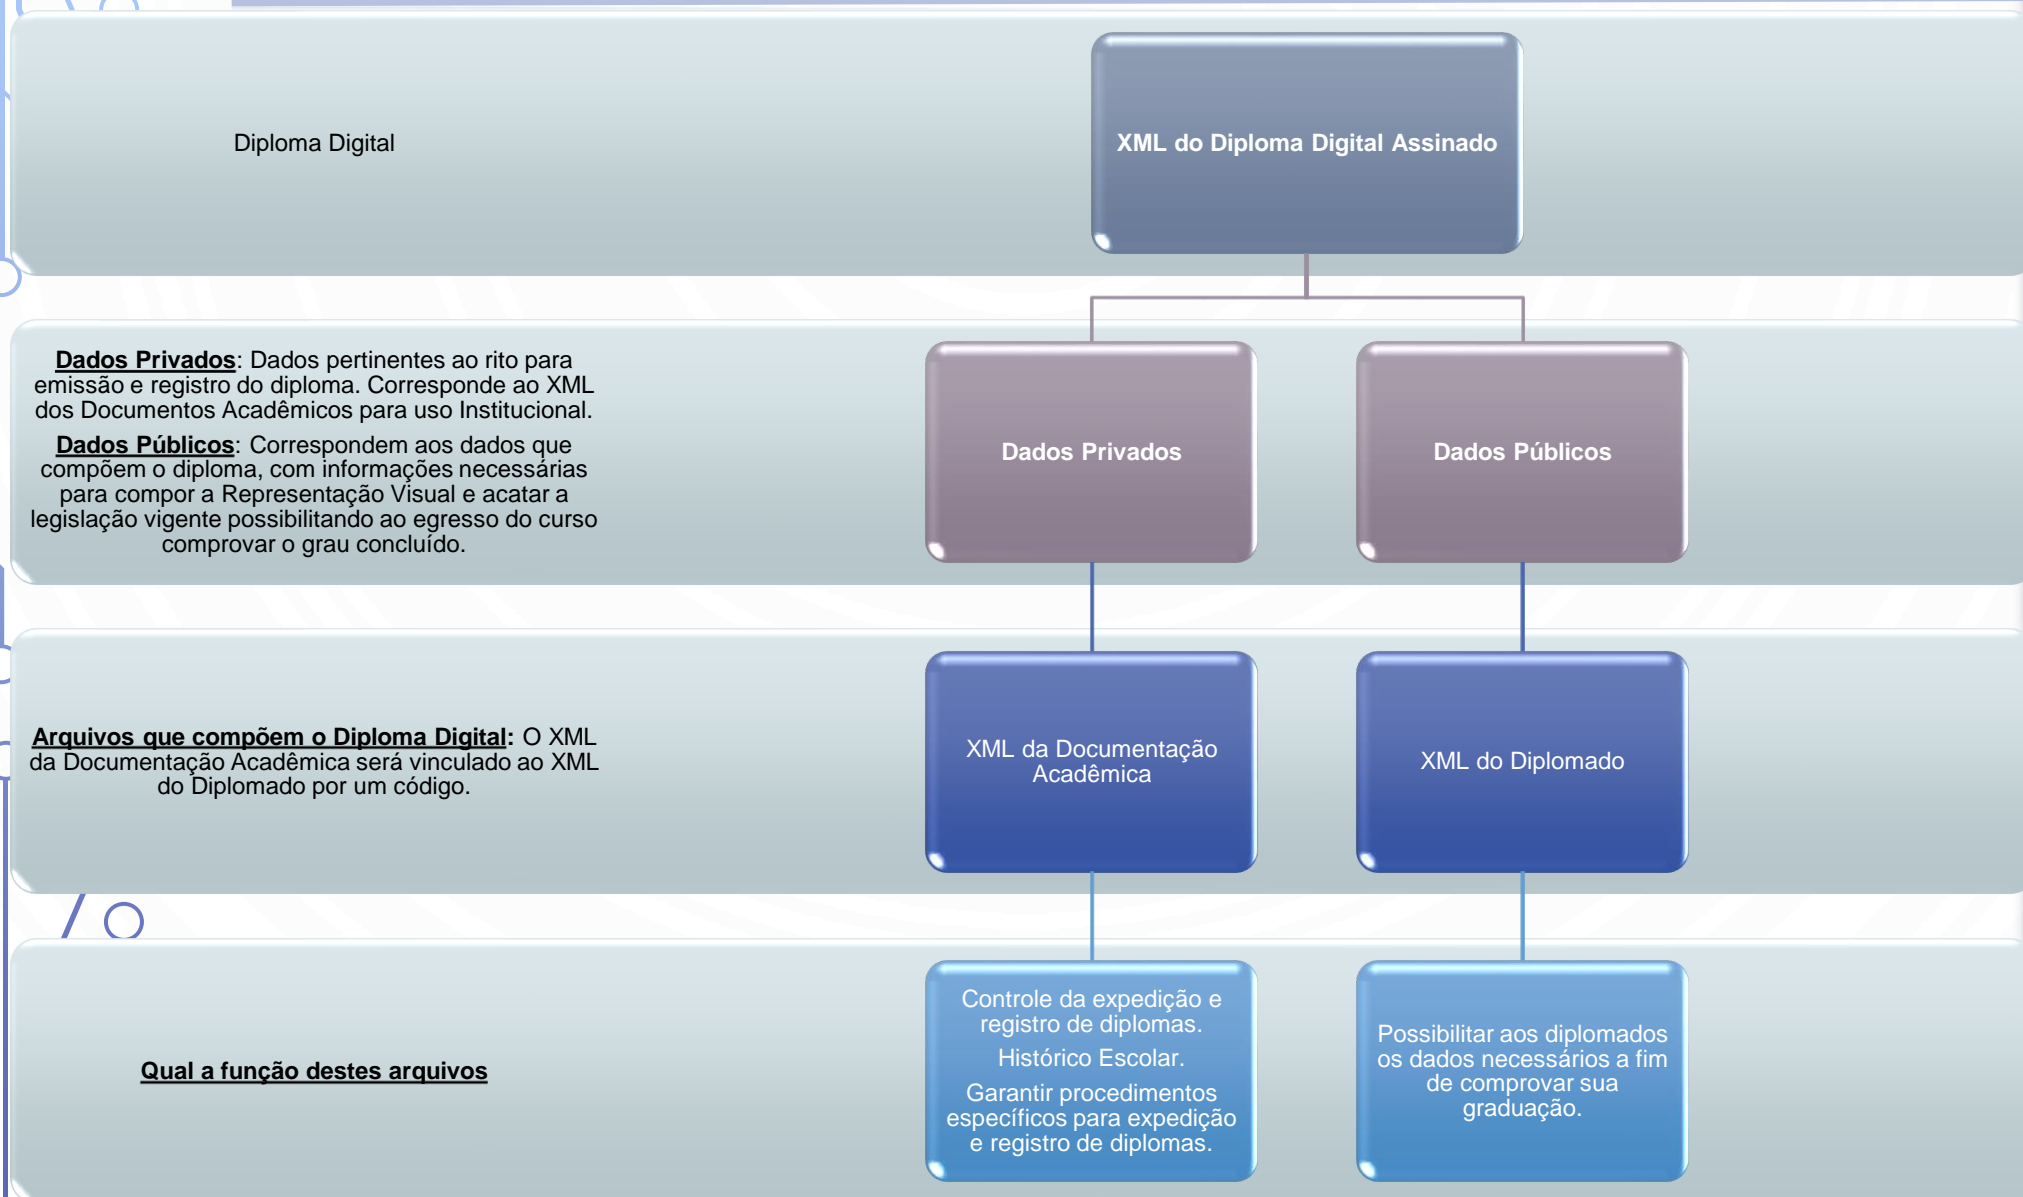 Diploma Digital
XML do Diploma Digital Assinado
Dados Privados: Dados pertinentes ao rito para
emissão e registro do diploma. Corresponde ao XML
dos Documentos Acadêmicos para uso Institucional.
Dados Públicos: Correspondem aos dados que
compõem o diploma, com informações necessárias
para compor a Representação Visual e acatar a
legislação vigente possibilitando ao egresso do curso
comprovar o grau concluído.
Dados Privados
Dados Públicos
Arquivos que compõem o Diploma Digital: O XML
da Documentação Acadêmica será vinculado ao XML
do Diplomado por um código.
XML da Documentação
Acadêmica
XML do Diplomado
Qual a função destes arquivos
Controle da expedição e
registro de diplomas.
Histórico Escolar.
Garantir procedimentos
específicos para expedição
e registro de diplomas.
Possibilitar aos diplomados
os dados necessários a fim
de comprovar sua
graduação.